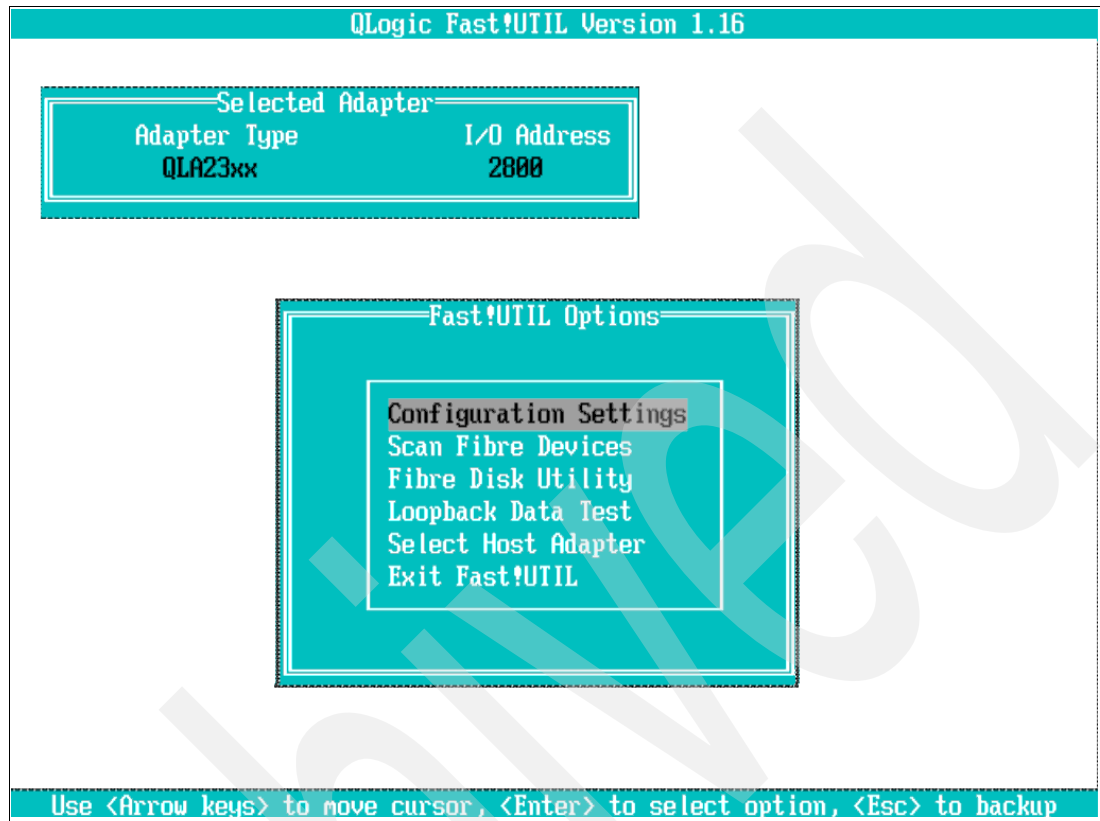 QLogic Fast!UTIL Version 1.16
Selected Adapter
Adapter Type I/O Address
QLA23xx 2800
Fast!UTIL Options
Configuration Settings
Scan Fibre Devices
Fibre Disk Utility
Loopback Data Test
Select Host Adapter
Exit Fast!UTIL
Use <Arrow keys> to move cursor, <Enter> to select option, <Esc> to backup